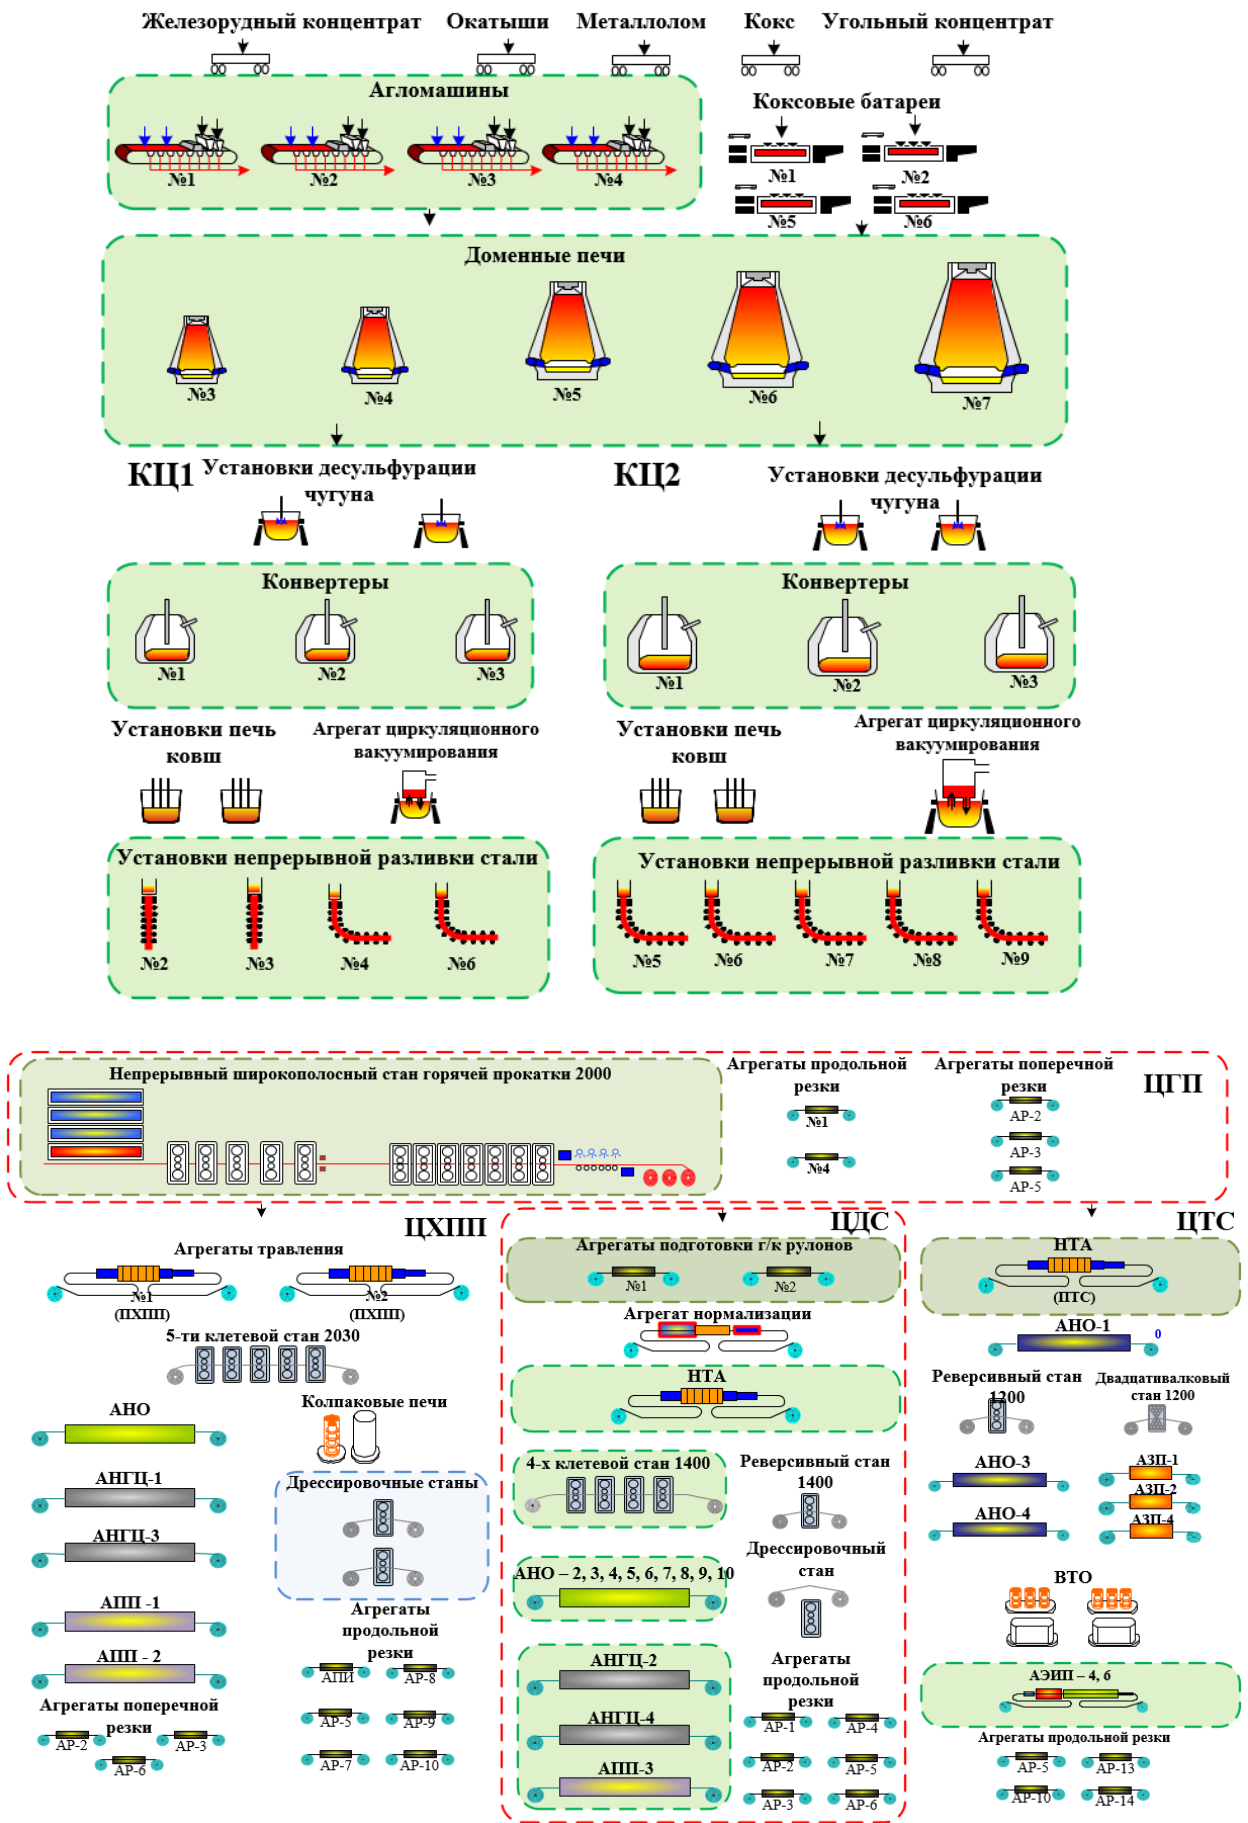 Железорудный концентрат
Окатыши
Металлолом
Кокс
Угольный концентрат
Агломашины
№1
№2
№3
№4
Коксовые батареи
№1
№2
№5
№6
Доменные печи
№3
№4
№5
№6
№7
КЦ1
Установки десульфурации
чугуна
КЦ2
Установки десульфурации
чугуна
Конвертеры
№1
№2
№3
Конвертеры
№1
№2
№3
Установки печь
ковш
Агрегат циркуляционного
вакуумирования
Установки печь
ковш
Агрегат циркуляционного
вакуумирования
Установки непрерывной разливки стали
№2
№3
№4
№6
Установки непрерывной разливки стали
№5
№6
№7
№8
№9
Непрерывный широкополосный стан горячей прокатки 2000
Агрегаты продольной
резки
№1
№4
Агрегаты поперечной
резки
АР-2
АР-3
АР-5
ЦГП
ЦХПП
Агрегаты травления
№1
(ПХПП)
№2
(ПХПП)
5-ти клетевой стан 2030
АНО
АНГЦ-1
АНГЦ-3
АПП -1
АПП - 2
Агрегаты поперечной
резки
АР-2
АР-3
АР-6
Колпаковые печи
Дрессировочные станы
Агрегаты
продольной
резки
АПИ
АР-8
АР-5
АР-9
АР-7
АР-10
ЦДС
Агрегаты подготовки г/к рулонов
№1
№2
Агрегат нормализации
НТА
4-х клетевой стан 1400
Реверсивный стан
1400
АНО – 2, 3, 4, 5, 6, 7, 8, 9, 10
Дрессировочный
стан
АНГЦ-2
АНГЦ-4
АПП-3
Агрегаты
продольной
резки
АР-1
АР-4
АР-2
АР-5
АР-3
АР-6
ЦТС
НТА
(ПТС)
АНО-1
0
Реверсивный стан
1200
Двадцативалковый
стан 1200
АНО-3
АНО-4
АЗП-1
АЗП-2
АЗП-4
ВТО
АЭИП – 4, 6
Агрегаты продольной резки
АР-5
АР-13
АР-10
АР-14